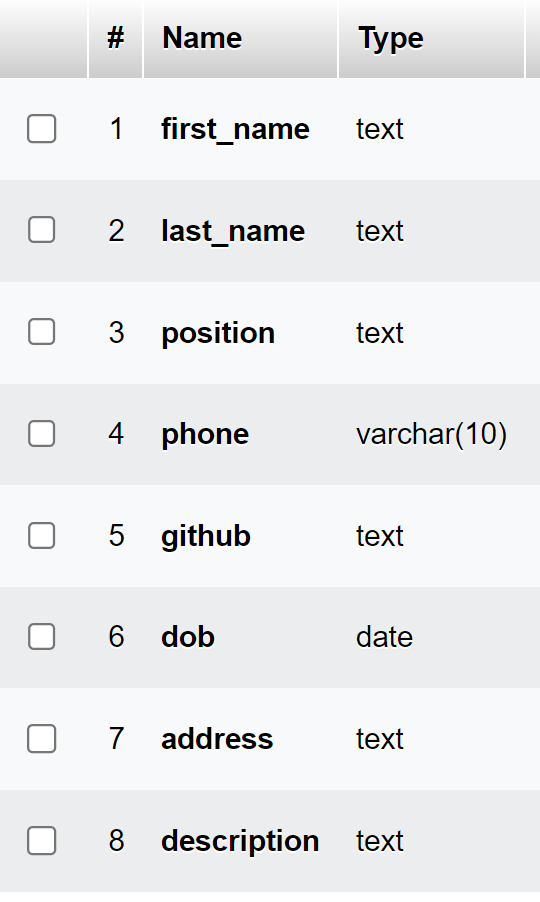 # Name Type
1 first_name text
2 last_name text
3 position text
4 phone varchar(10)
5 github text
6 dob date
7 address text
8 description text